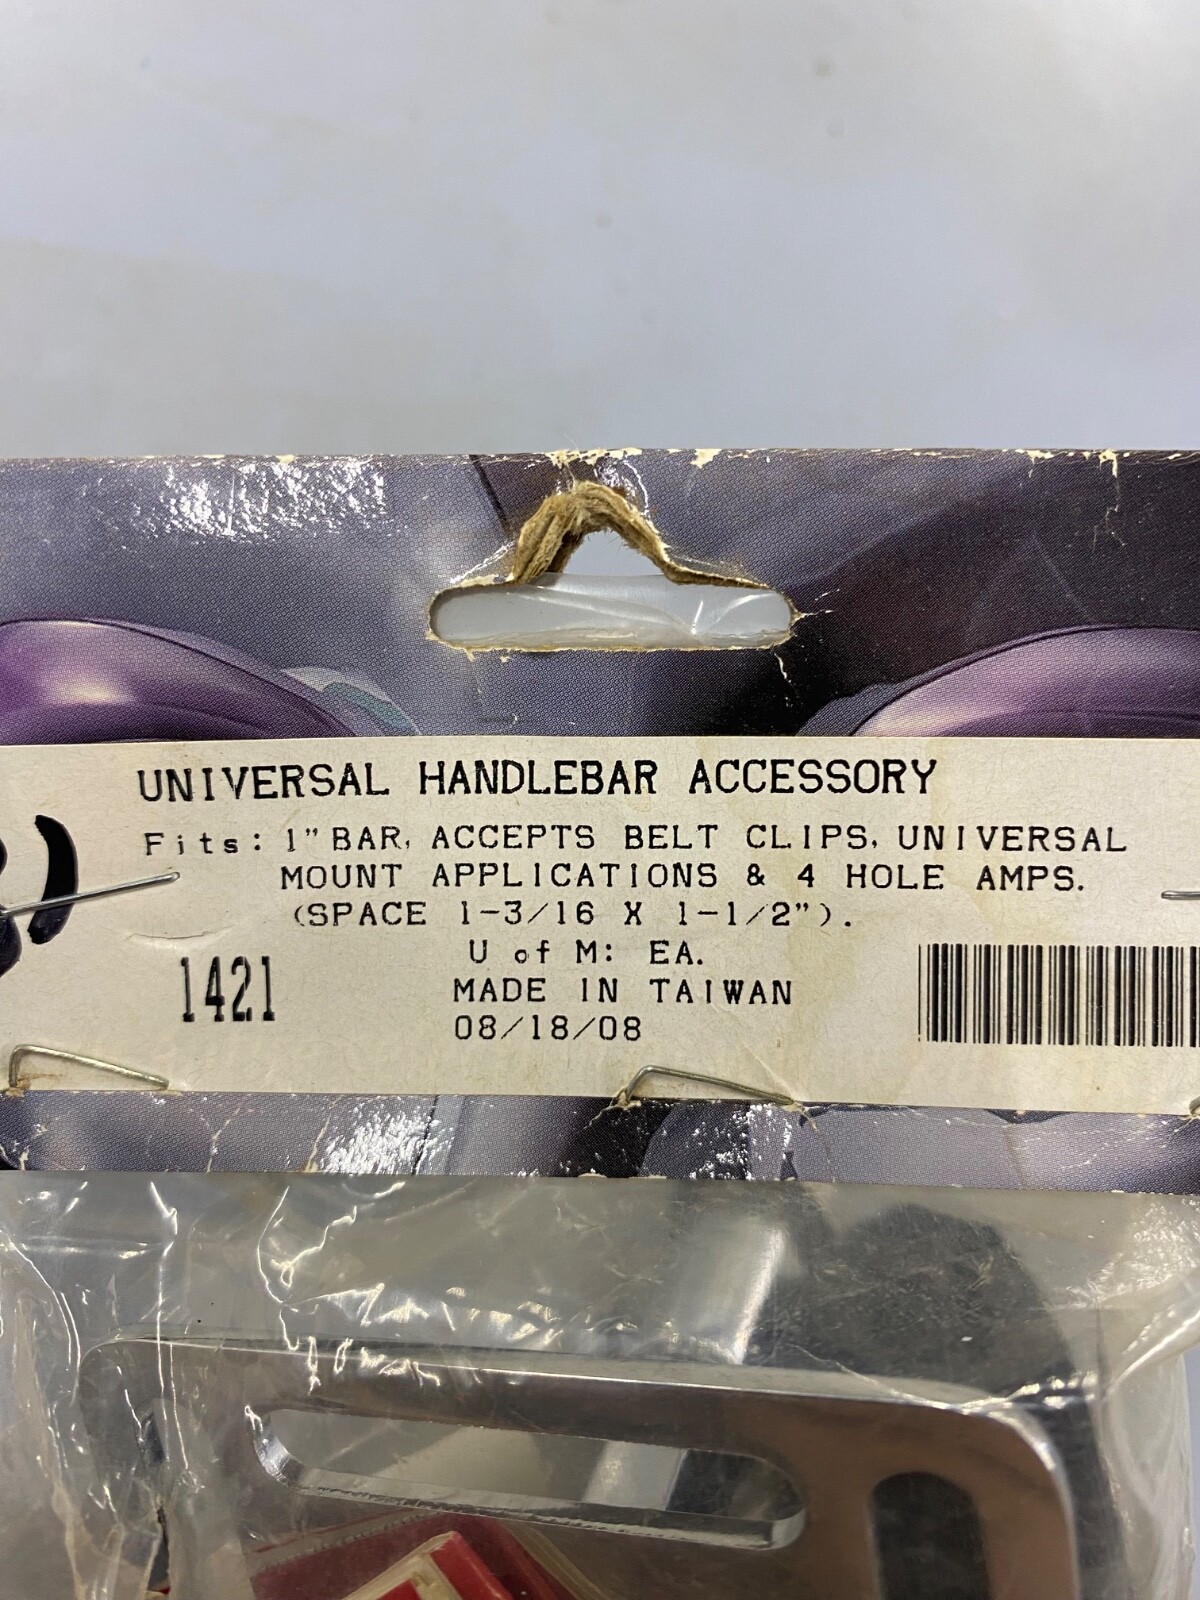 UNIVERSAL HANDLEBAR ACCESSORY
Fits: 1" BAR, ACCEPTS BELT CLIPS, UNIVERSAL
MOUNT APPLICATIONS & 4 HOLE AMPS.
(SPACE 1-3/16 X 1-1/2").
U of M: EA.
1421
MADE IN TAIWAN
08/18/08